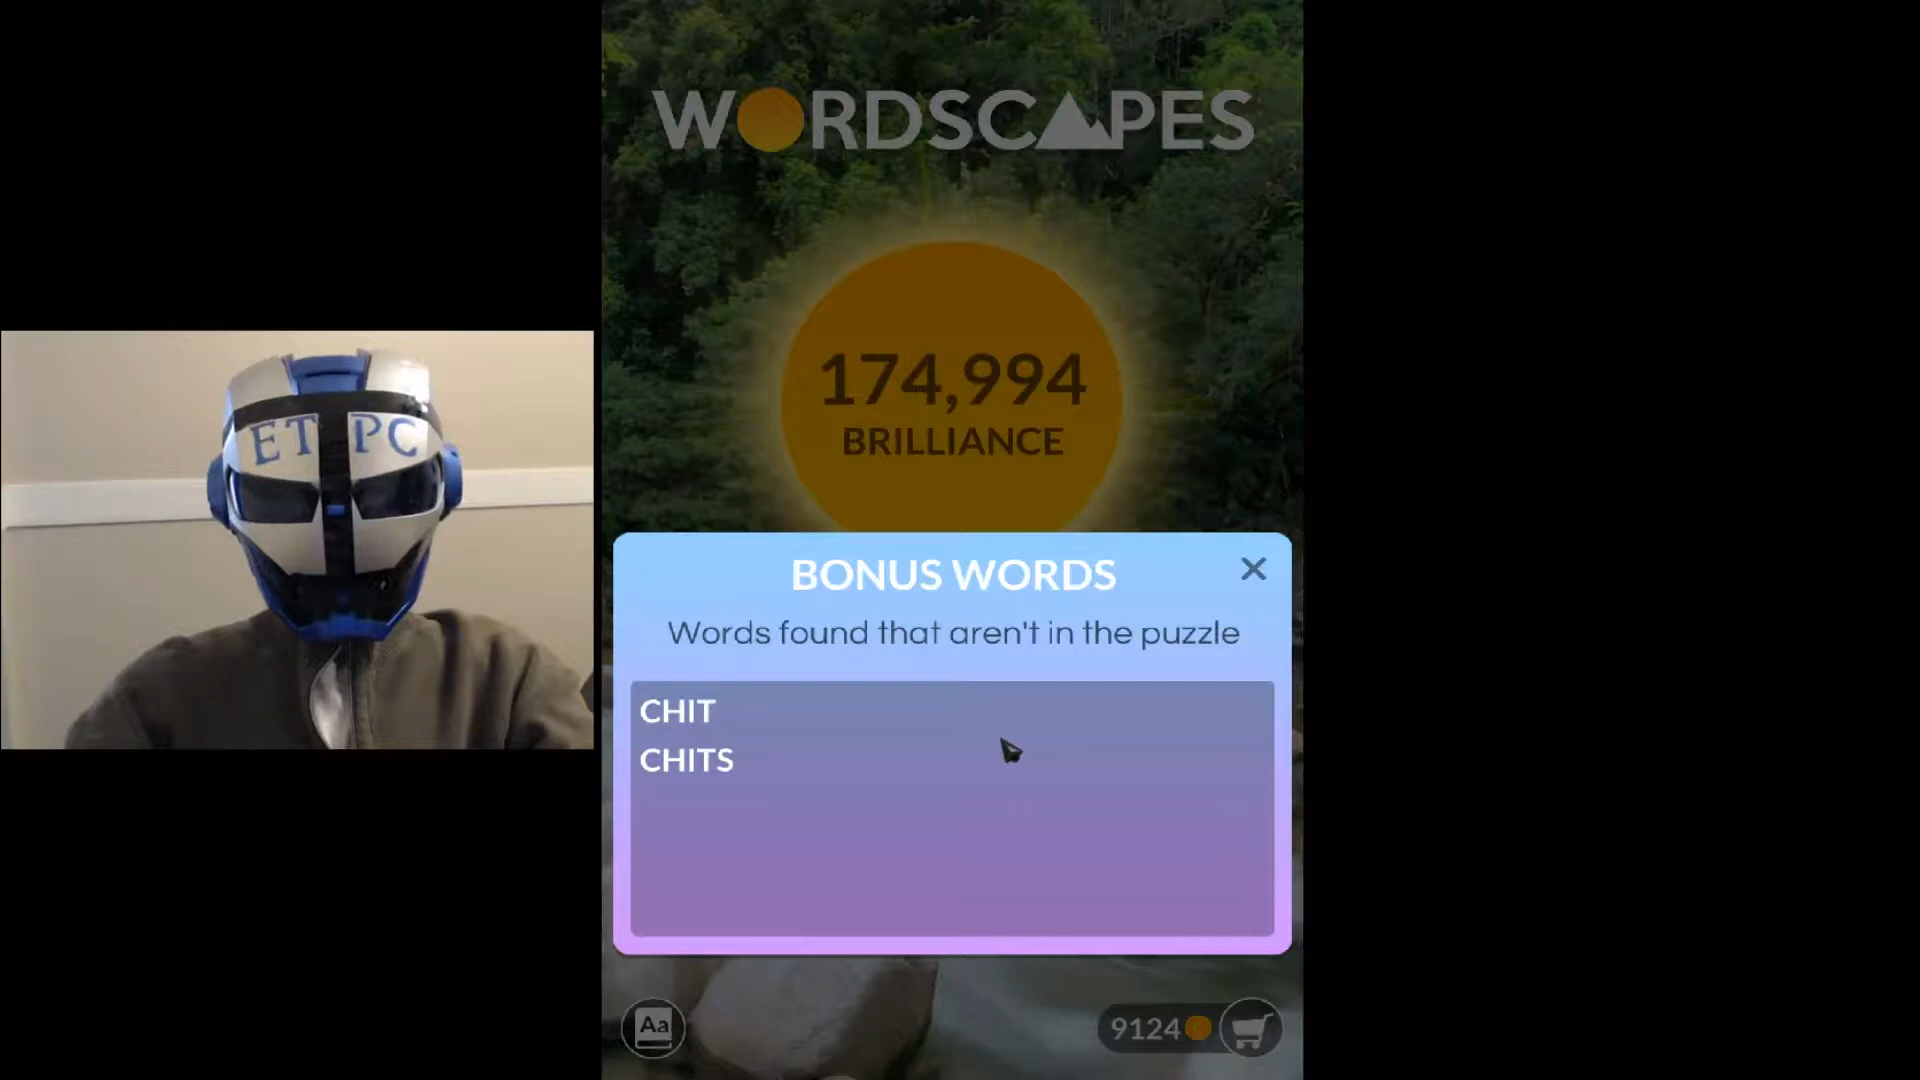 WORDSCAPES
174,994
BRILLIANCE
ET PC
BONUS WORDS
Words found that aren't in the puzzle
CHIT
CHITS
Aa
9124